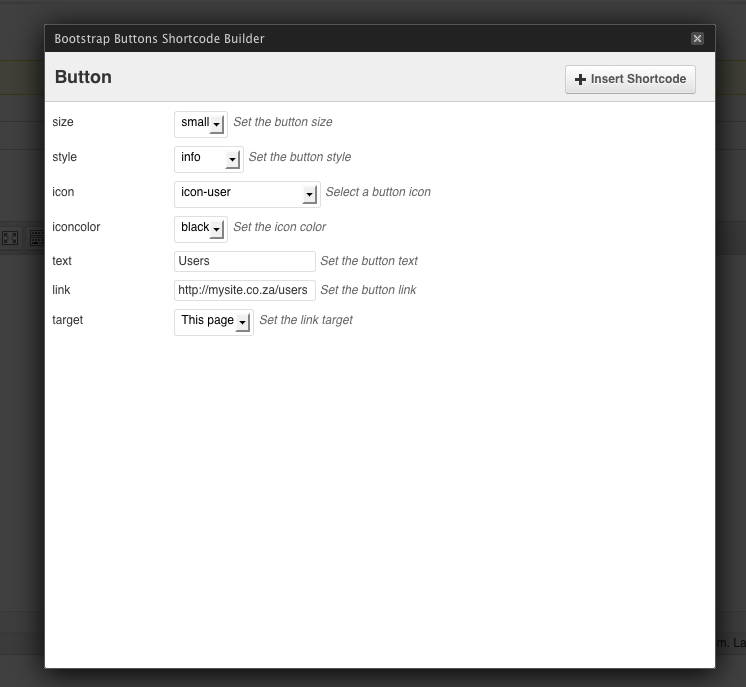 Bootstrap Buttons Shortcode Builder
Button
Insert Shortcode
size small Set the button size
style info Set the button style
icon icon-user Select a button icon
iconcolor black Set the icon color
text Users Set the button text
link http://mysite.co.za/users Set the button link
target This page Set the link target
m. La